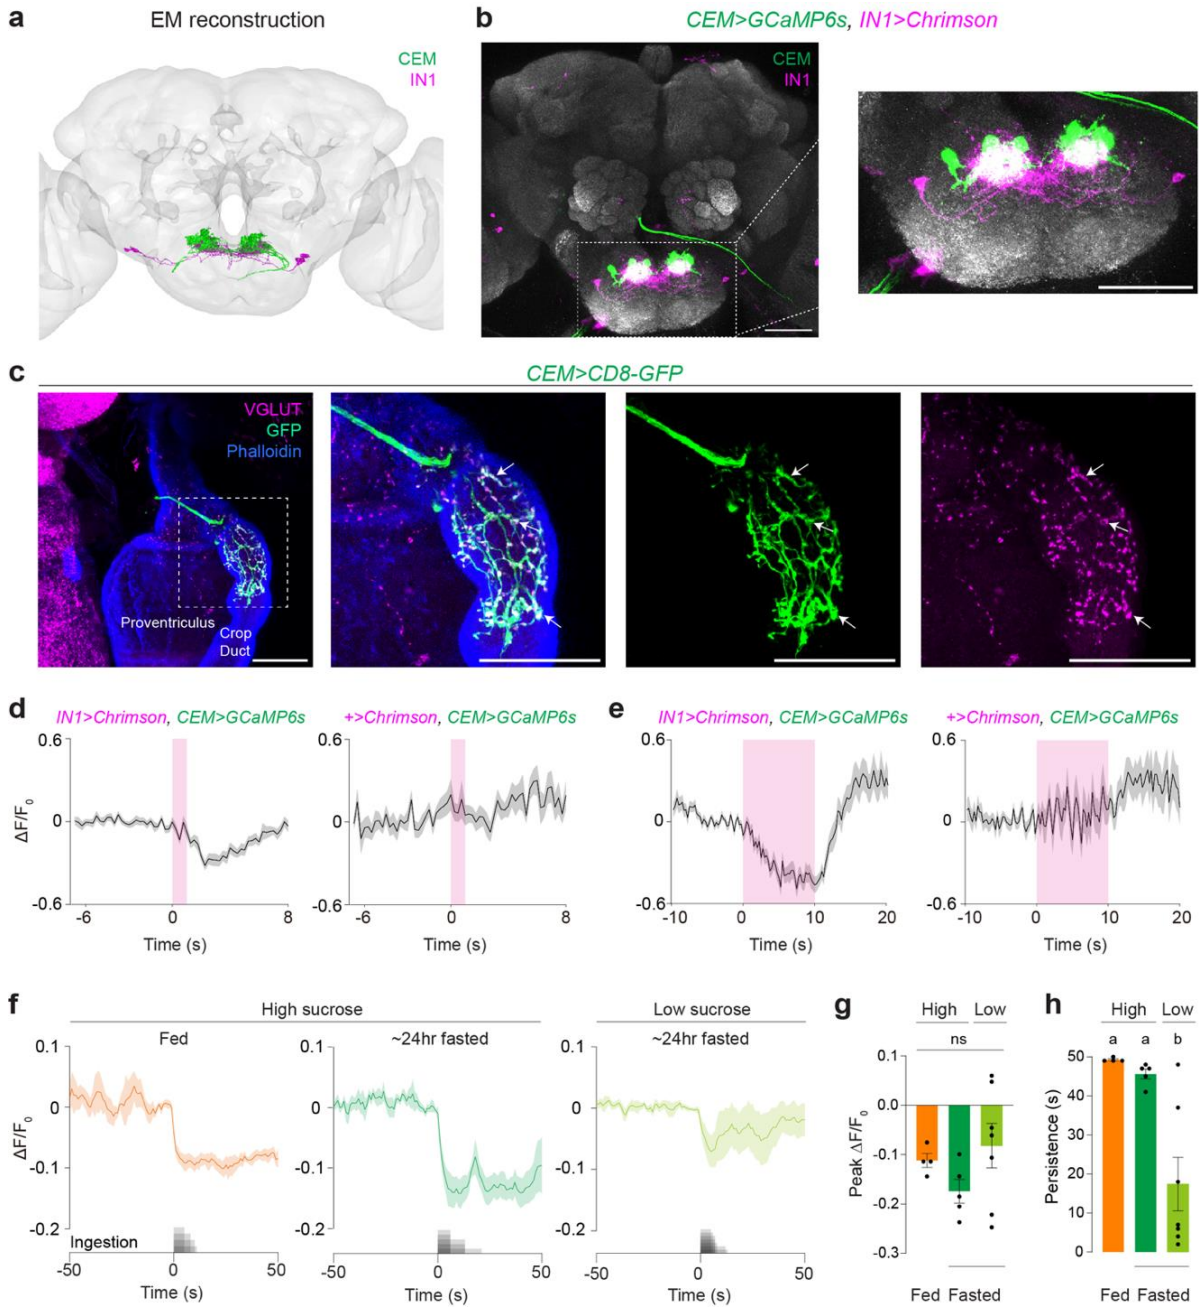 a
EM reconstruction
CEM
IN1
b
CEM>GCaMP6s, IN1>Chrimson
CEM
IN1
c
CEM>CD8-GFP
VGLUT
GFP
Phalloidin
Proventriculus
Crop
Duct
d
IN1>Chrimson, CEM>GCaMP6s
+>Chrimson, CEM>GCaMP6s
ΔF/F0
0.6
0
-0.6
-6
0
8
Time (s)
0.6
0
-0.6
-6
0
8
Time (s)
e
IN1>Chrimson, CEM>GCaMP6s
+>Chrimson, CEM>GCaMP6s
0.6
0
-0.6
-10
0
10
20
Time (s)
0.6
0
-0.6
-10
0
10
20
Time (s)
f
High sucrose
Low sucrose
Fed
~24hr fasted
~24hr fasted
ΔF/F0
0.1
0
-0.1
-0.2
Ingestion
-50
0
50
Time (s)
0.1
0
-0.1
-0.2
-50
0
50
Time (s)
0.1
0
-0.1
-0.2
-50
0
50
Time (s)
g
High
Low
ns
Peak ΔF/F0
0.1
0.0
-0.1
-0.2
-0.3
Fed
Fasted
h
High
Low
a
a
b
Persistence (s)
50
40
30
20
10
0
Fed
Fasted